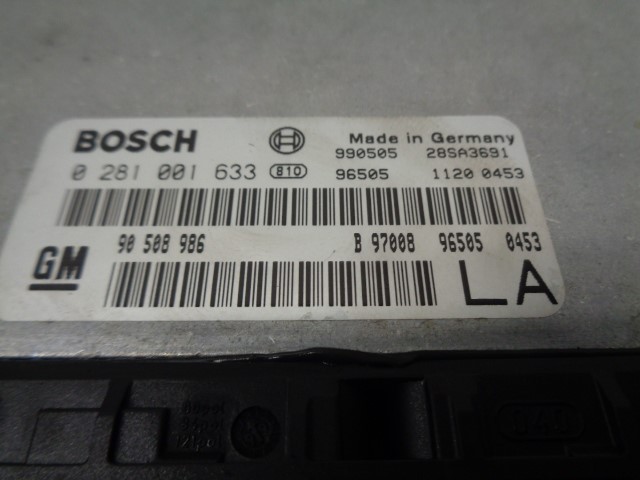 BOSCH Made in Germany
990505 28SA3691
0 281 001 633 810 96505 1120 0453
GM 90 508 986 B 97008 96505 0453
LA